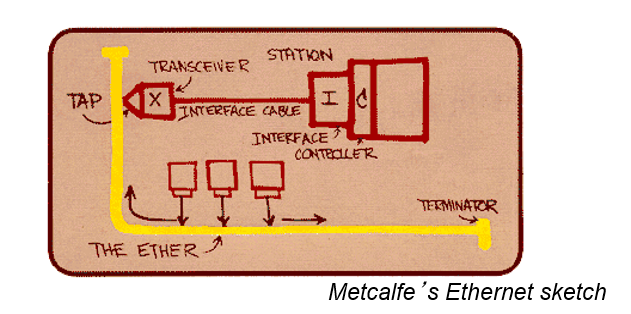 STATION
TRANSCEIVER
TAP
X
INTERFACE CABLE
I
C
INTERFACE
CONTROLLER
TERMINATOR
THE ETHER
Metcalfe's Ethernet sketch